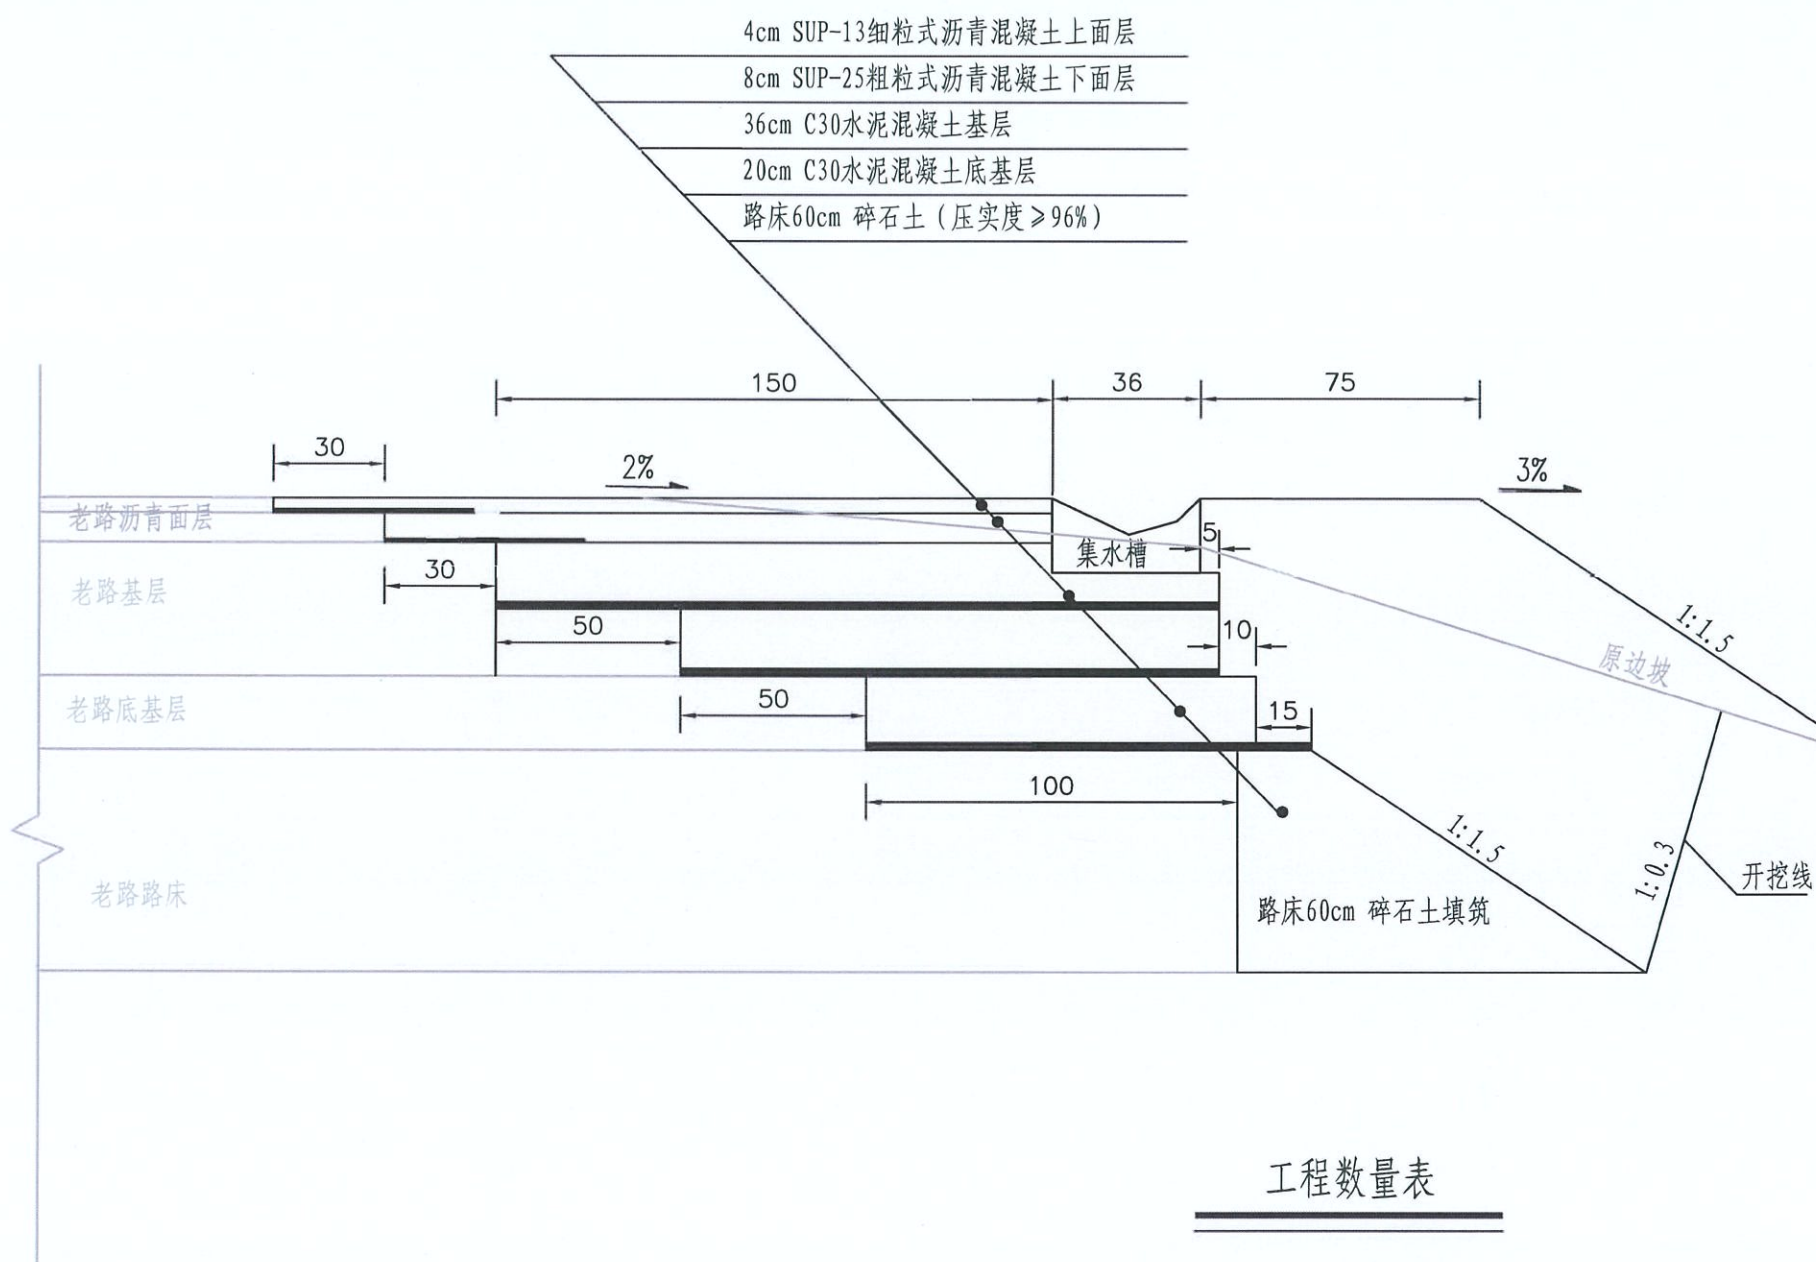 4cm SUP-13细粒式沥青混凝土上面层
8cm SUP-25粗粒式沥青混凝土下面层
36cm C30水泥混凝土基层
20cm C30水泥混凝土底基层
路床60cm 碎石土(压实度≥96%)
150
36
75
30
2%
3%
老路沥青面层
5
集水槽
30
老路基层
50
10
1:1.5
原边坡
老路底基层
50
15
100
1:1.5
1:0.3
开挖线
老路路床
路床60cm 碎石土填筑
工程数量表